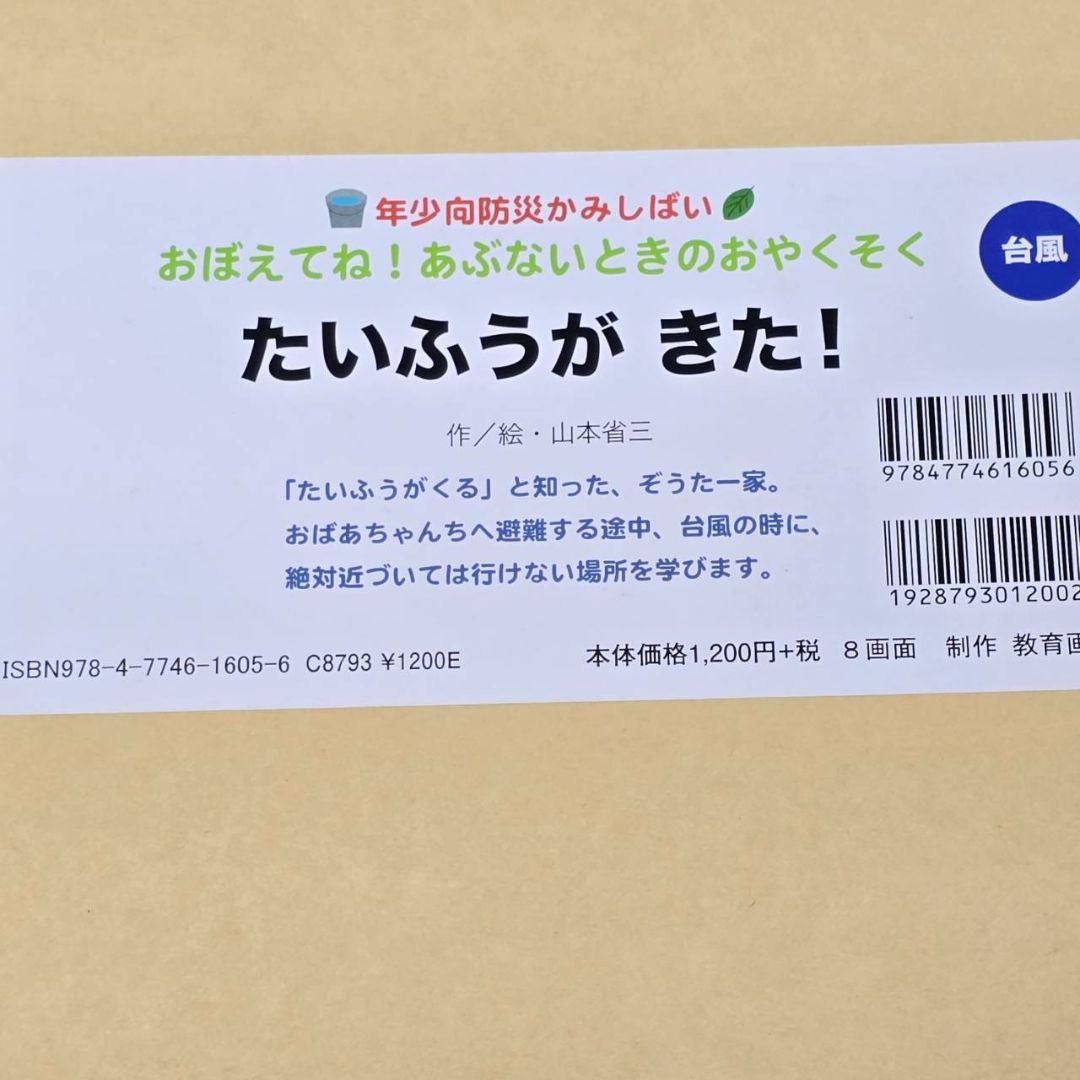 年少向防災かみしばい
おぼえてね!あぶないときのおやくそく
台風
たいふうが きた!
作/絵・山本省三
「たいふうがくる」と知った、ぞうた一家。
おばあちゃんちへ避難する途中、台風の時に、
絶対近づいては行けない場所を学びます。
9784774616056
1928793012002
ISBN978-4-7746-1605-6 C8793 ¥1200E
本体価格1,200円+税 8画面 制作 教育画